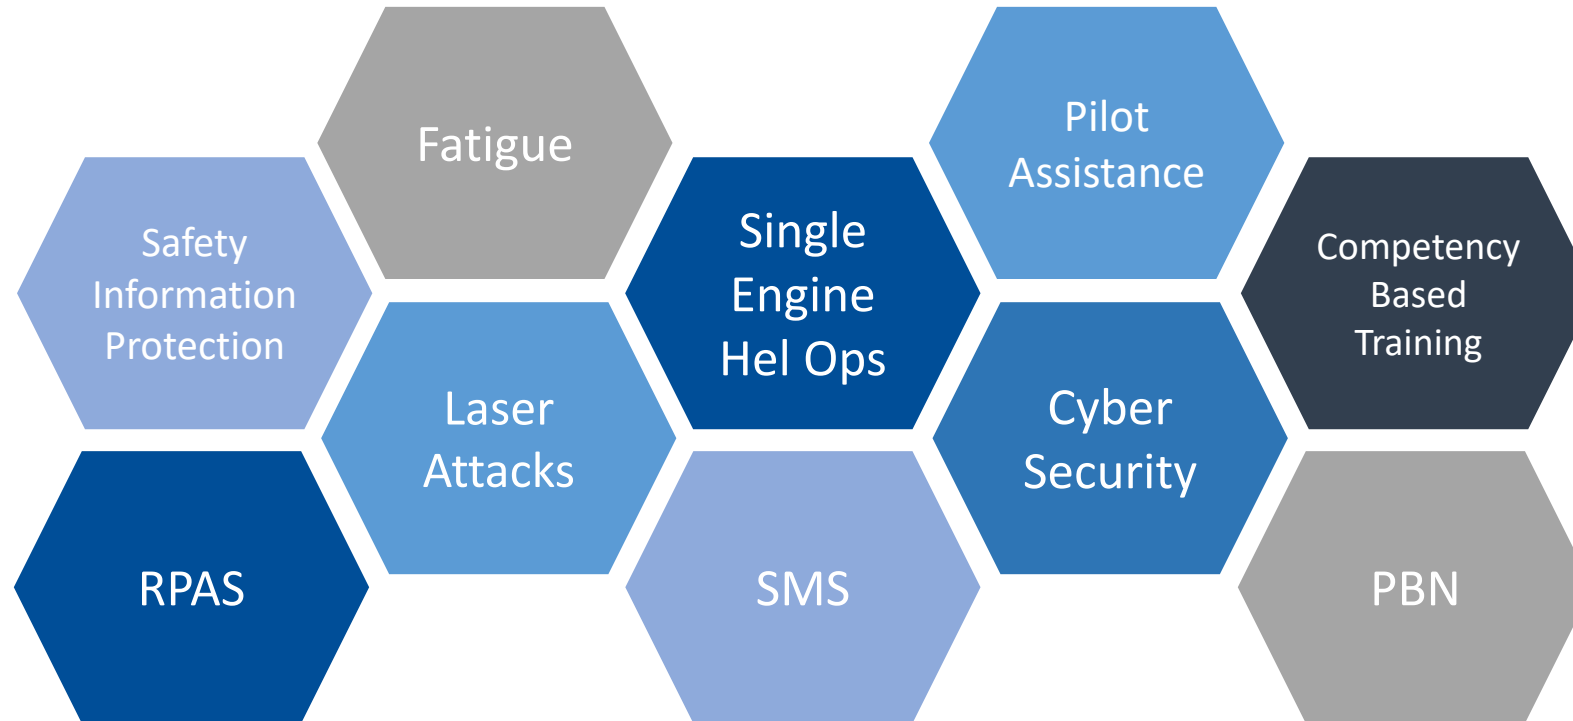 Fatigue
Pilot
Assistance
Safety
Information
Protection
Single
Engine
Hel Ops
Competency
Based
Training
Laser
Attacks
Cyber
Security
RPAS
SMS
PBN